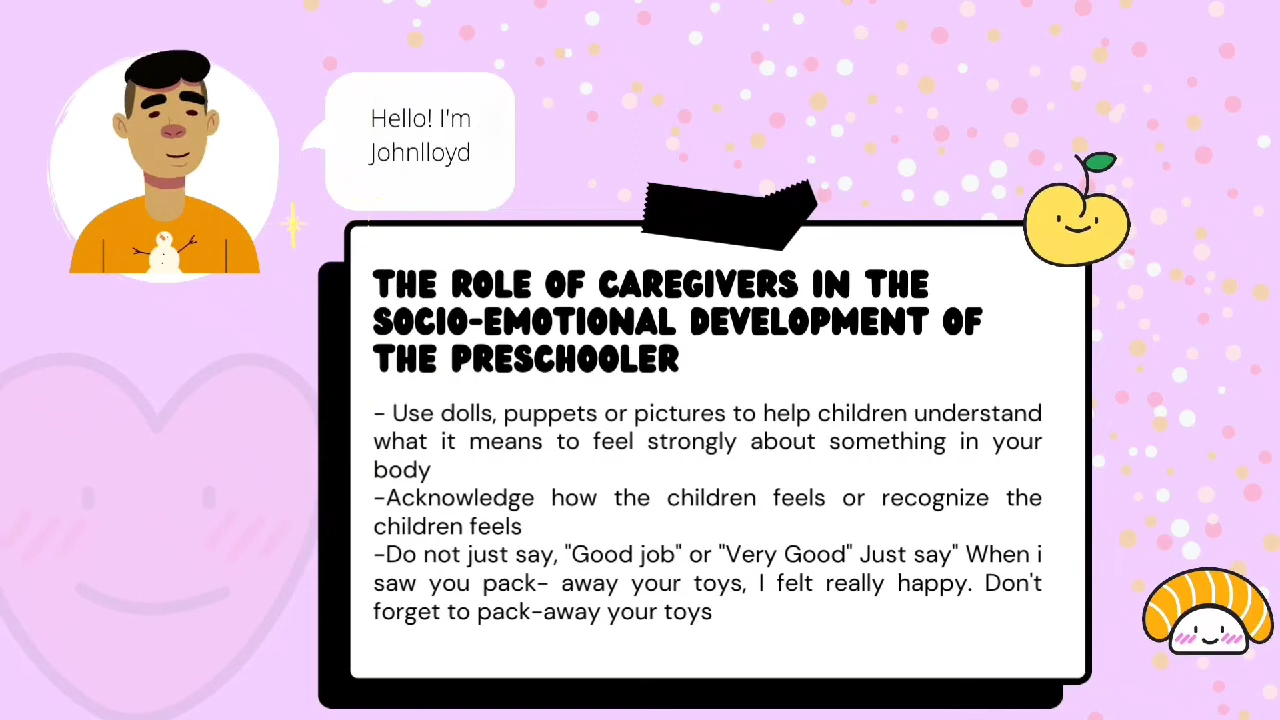 Hello! I'm
Johnlloyd
THE ROLE OF CAREGIVERS IN THE
SOCIO-EMOTIONAL DEVELOPMENT OF
THE PRESCHOOLER
- Use dolls, puppets or pictures to help children understand
what it means to feel strongly about something in your
body
-Acknowledge how the children feels or recognize the
children feels
-Do not just say, "Good job" or "Very Good" Just say" When i
saw you pack- away your toys, I felt really happy. Don't
forget to pack-away your toys